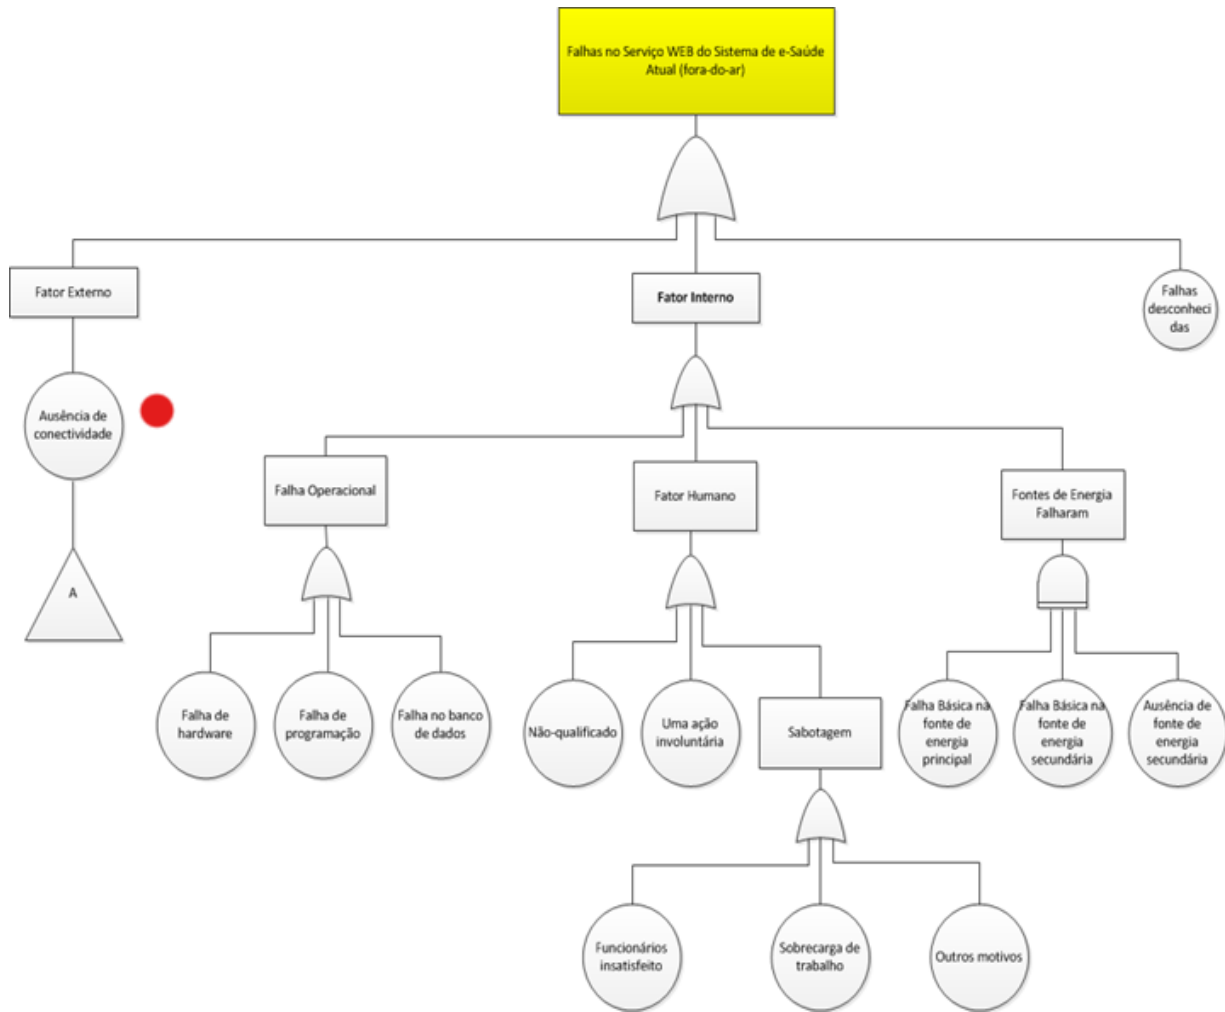 Falhas no Serviço WEB do Sistema de e-Saúde
Atual (fora-do-ar)
Fator Externo
Fator Interno
Falhas
desconheci
das
Ausência de
conectividade
Falha Operacional
Fator Humano
Fontes de Energia
Falharam
A
Falha de
hardware
Falha de
programação
Falha no banco
de dados
Não-qualificado
Uma ação
involuntária
Sabotagem
Falha Básica na
fonte de
energia
principal
Falha Básica na
fonte de
energia
secundária
Ausência de
fonte de
energia
secundária
Funcionários
insatisfeito
Sobrecarga de
trabalho
Outros motivos